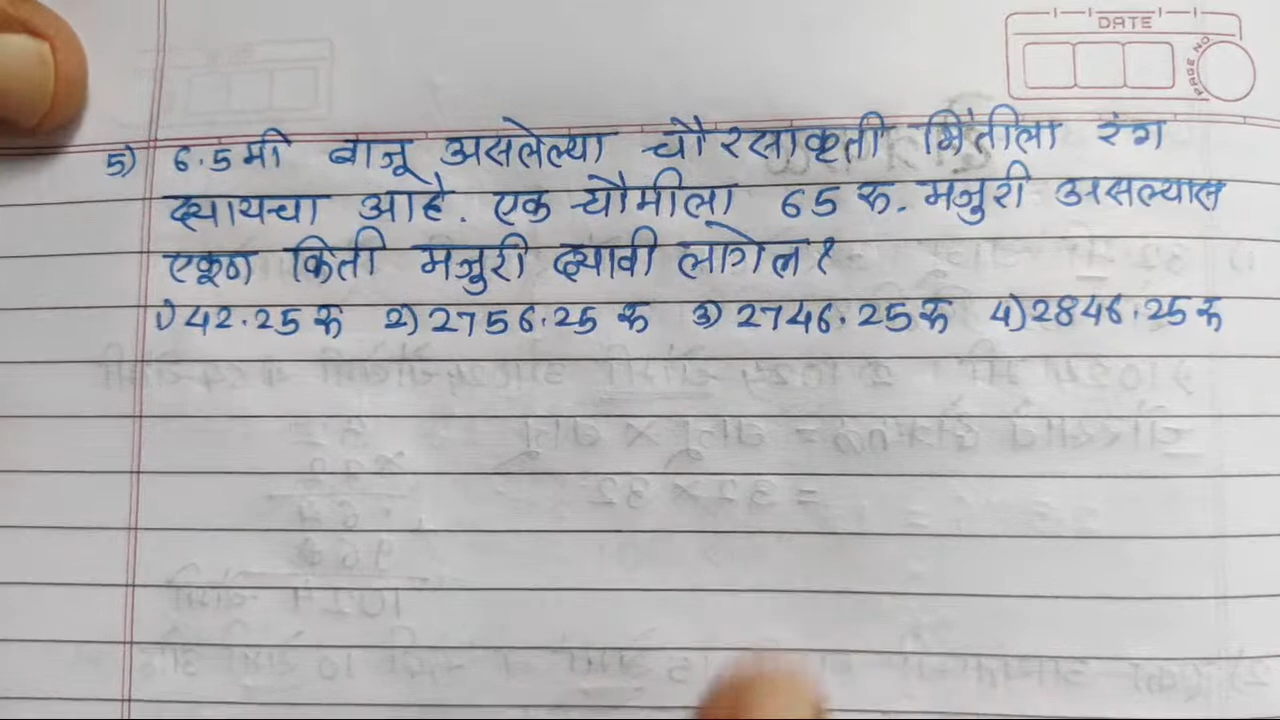 DATE
PAGE NO.
5) 6.5मी बाजू असलेल्या चौरसाकृती भिंतीला रंग
द्यायचा आहे. एक चौमीला 65 रु. मजुरी असल्यास
एकूण किती मजुरी द्यावी लागेल?
1) 42.25 रु 2) 2756.25 रु 3) 2746.25 रु 4) 2846.25 रु